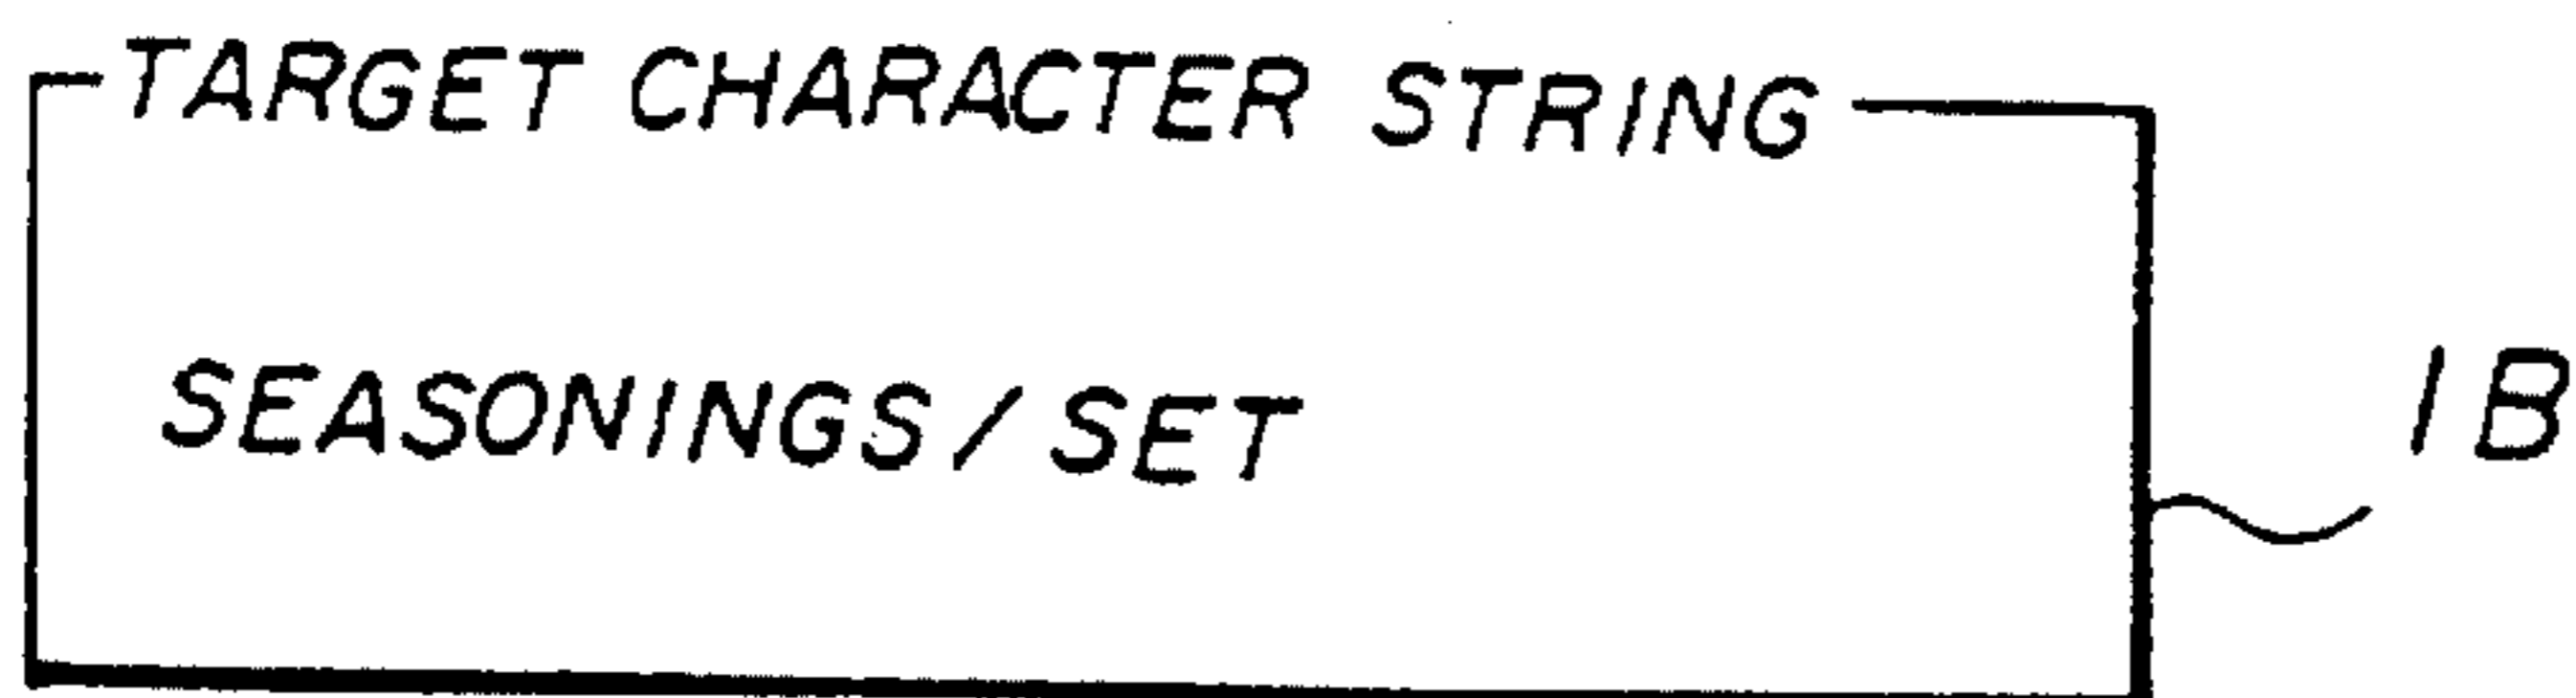 TARGET CHARACTER STRING
SEASONINGS / SET
1B